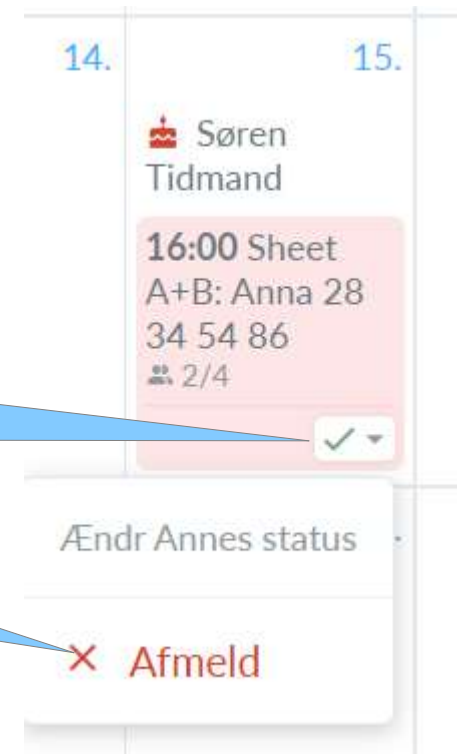 14.
15.
Søren
Tidmand
16:00 Sheet
A+B: Anna 28
34 54 86
2/4
Ændr Annes status
Afmeld